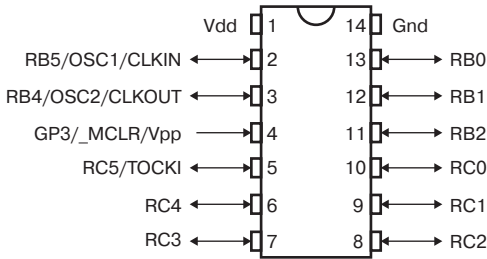 Vdd 1 14 Gnd
RB5/OSC1/CLKIN 2 13 RB0
RB4/OSC2/CLKOUT 3 12 RB1
GP3/_MCLR/Vpp 4 11 RB2
RC5/TOCKI 5 10 RC0
RC4 6 9 RC1
RC3 7 8 RC2